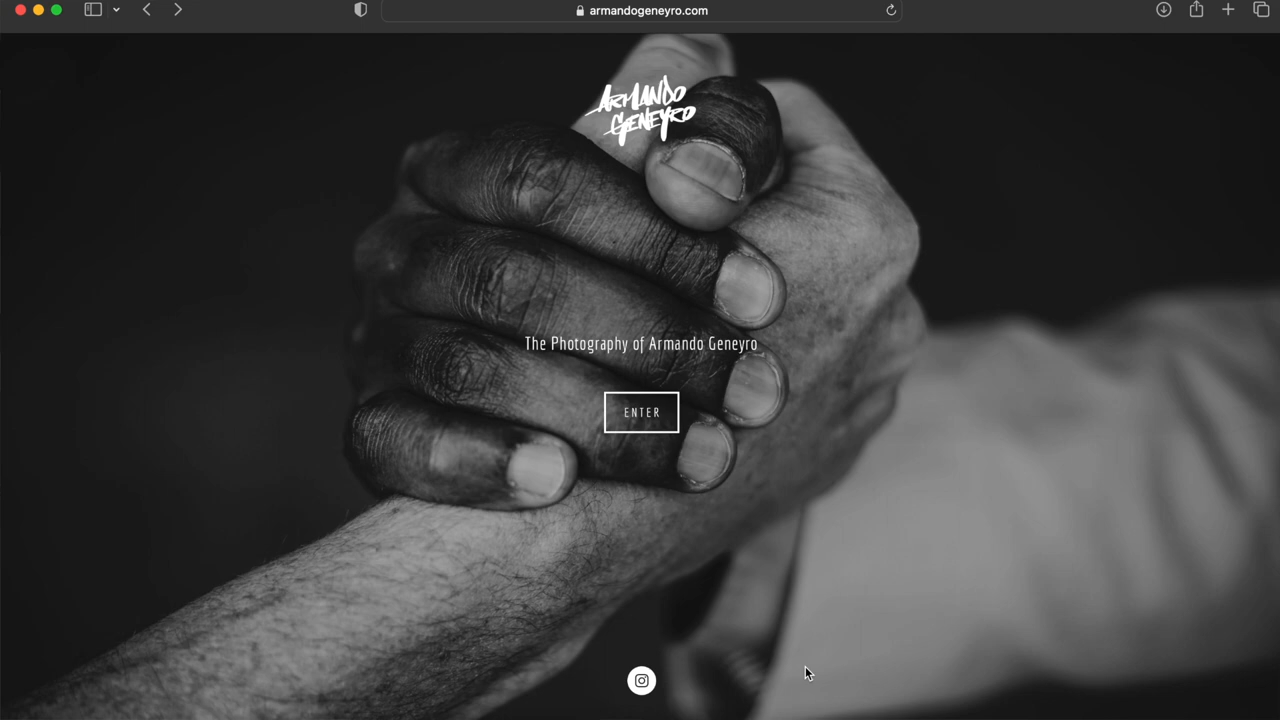 armandogeneyro.com
ARMANDO
GENEYRO
The Photography of Armando Geneyro
ENTER